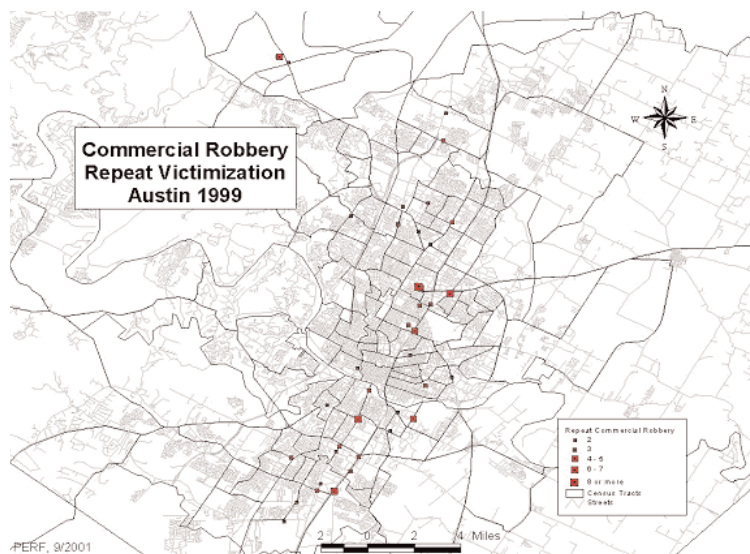 Commercial Robbery
Repeat Victimization
Austin 1999
N
W E
S
Repeat Commercial Robbery
2
3
4 - 5
6 - 7
8 or more
Census Tracts
Streets
2 0 2 4 Miles
PERF, 9/2001